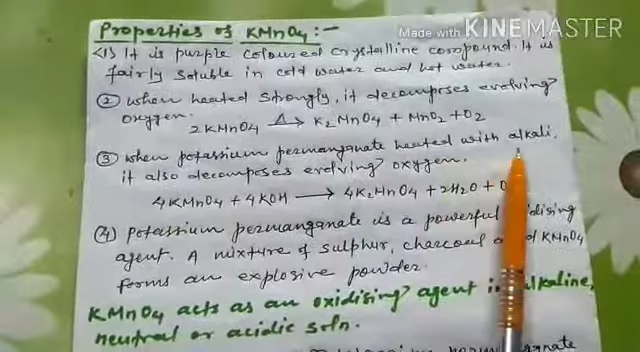 Made with KINEMASTER
Properties of KMnO4:-
<1> It is purple coloured crystalline compound. It is
fairly soluble in cold water and hot water.
② when heated strongly, it decomposes evolving
oxygen.
2KMnO4 Δ→ K2MnO4 + MnO2 + O2
③ when potassium permanganate heated with alkali,
it also decomposes evolving oxygen.
4KMnO4 + 4KOH → 4K2MnO4 + 2H2O + O
④ potassium permanganate is a powerful idising
agent. A mixture of sulphur, charcoal KMnO4
forms an explosive powder.
KMnO4 acts as an oxidising agent in alkaline,
neutral or acidic soln.